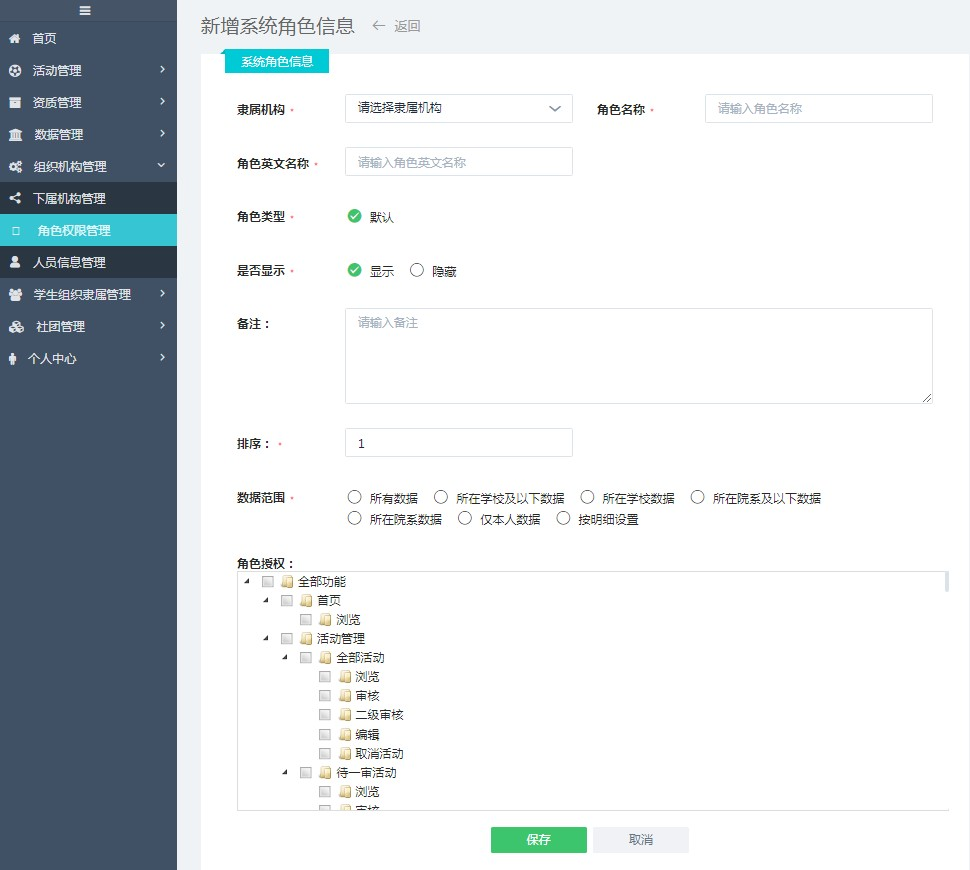 首页
活动管理
资质管理
数据管理
组织机构管理
下属机构管理
角色权限管理
人员信息管理
学生组织隶属管理
社团管理
个人中心
新增系统角色信息 返回
系统角色信息
隶属机构 请选择隶属机构 角色名称 请输入角色名称
角色英文名称 请输入角色英文名称
角色类型 默认
是否显示 显示 隐藏
备注： 请输入备注
排序： 1
数据范围 所有数据 所在学校及以下数据 所在学校数据 所在院系及以下数据
所在院系数据 仅本人数据 按明细设置
角色授权：
全部功能
首页
浏览
活动管理
全部活动
浏览
审核
二级审核
编辑
取消活动
待一审活动
浏览
审核
保存 取消